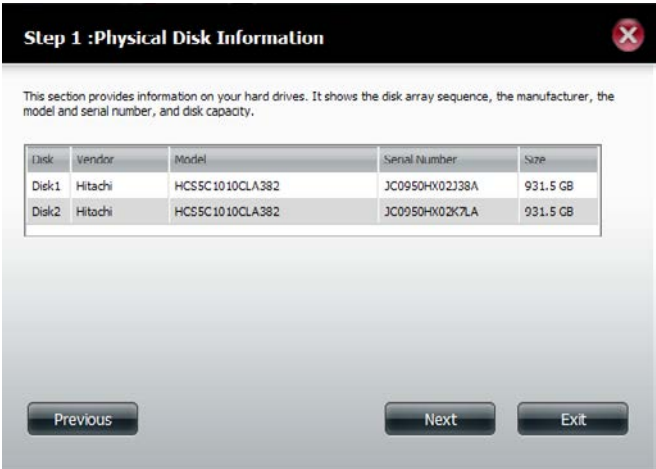 Step 1 :Physical Disk Information
This section provides information on your hard drives. It shows the disk array sequence, the manufacturer, the
model and serial number, and disk capacity.
Disk Vendor Model Serial Number Size
Disk1 Hitachi HCS5C1010CLA382 JC0950HX02J38A 931.5 GB
Disk2 Hitachi HCS5C1010CLA382 JC0950HX02K7LA 931.5 GB
Previous Next Exit